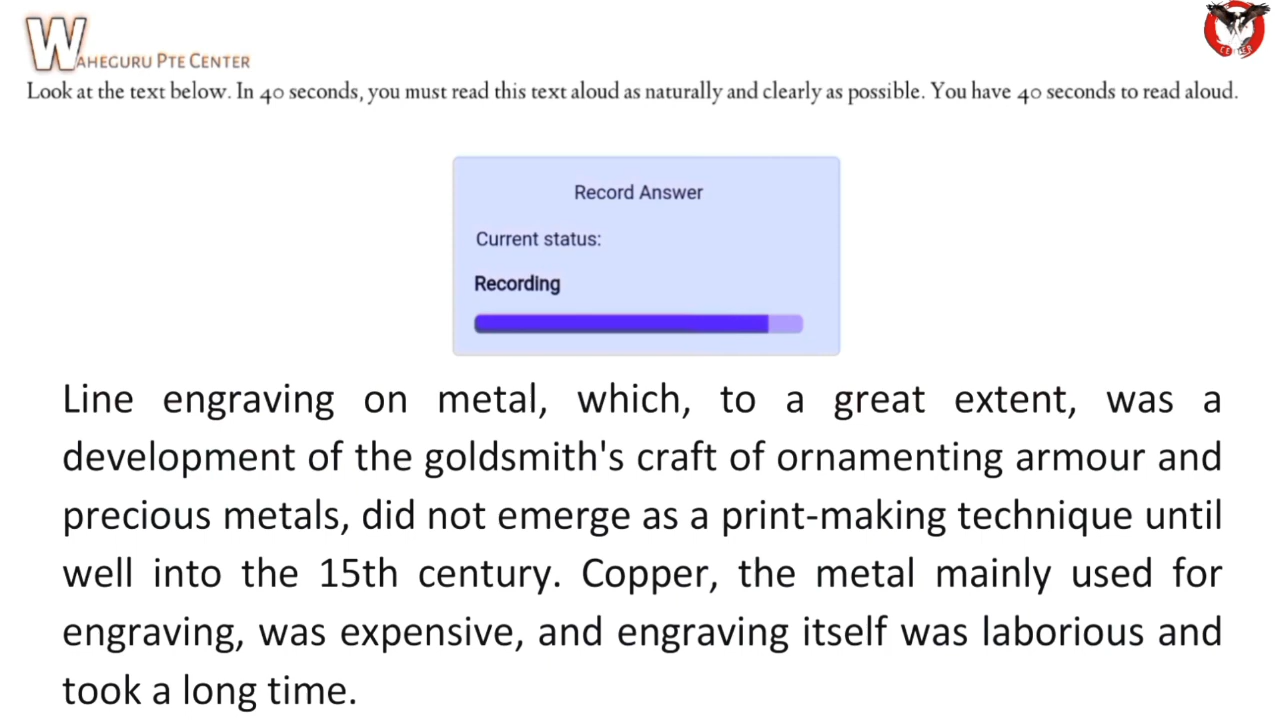 WAHEGURU PTE CENTER
CENTER
Look at the text below. In 40 seconds, you must read this text aloud as naturally and clearly as possible. You have 40 seconds to read aloud.
Record Answer
Current status:
Recording
Line engraving on metal, which, to a great extent, was a
development of the goldsmith's craft of ornamenting armour and
precious metals, did not emerge as a print-making technique until
well into the 15th century. Copper, the metal mainly used for
engraving, was expensive, and engraving itself was laborious and
took a long time.